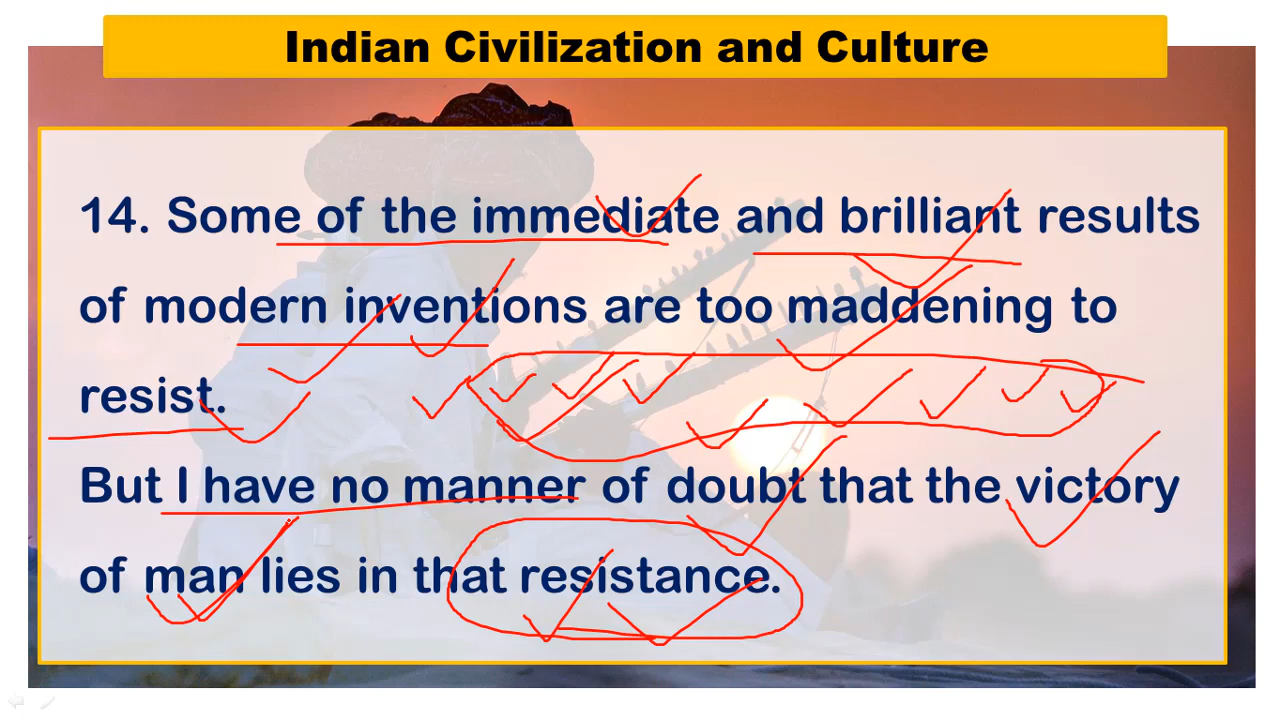 Indian Civilization and Culture
14. Some of the immediate and brilliant results
of modern inventions are too maddening to
resist.
But I have no manner of doubt that the victory
of man lies in that resistance.